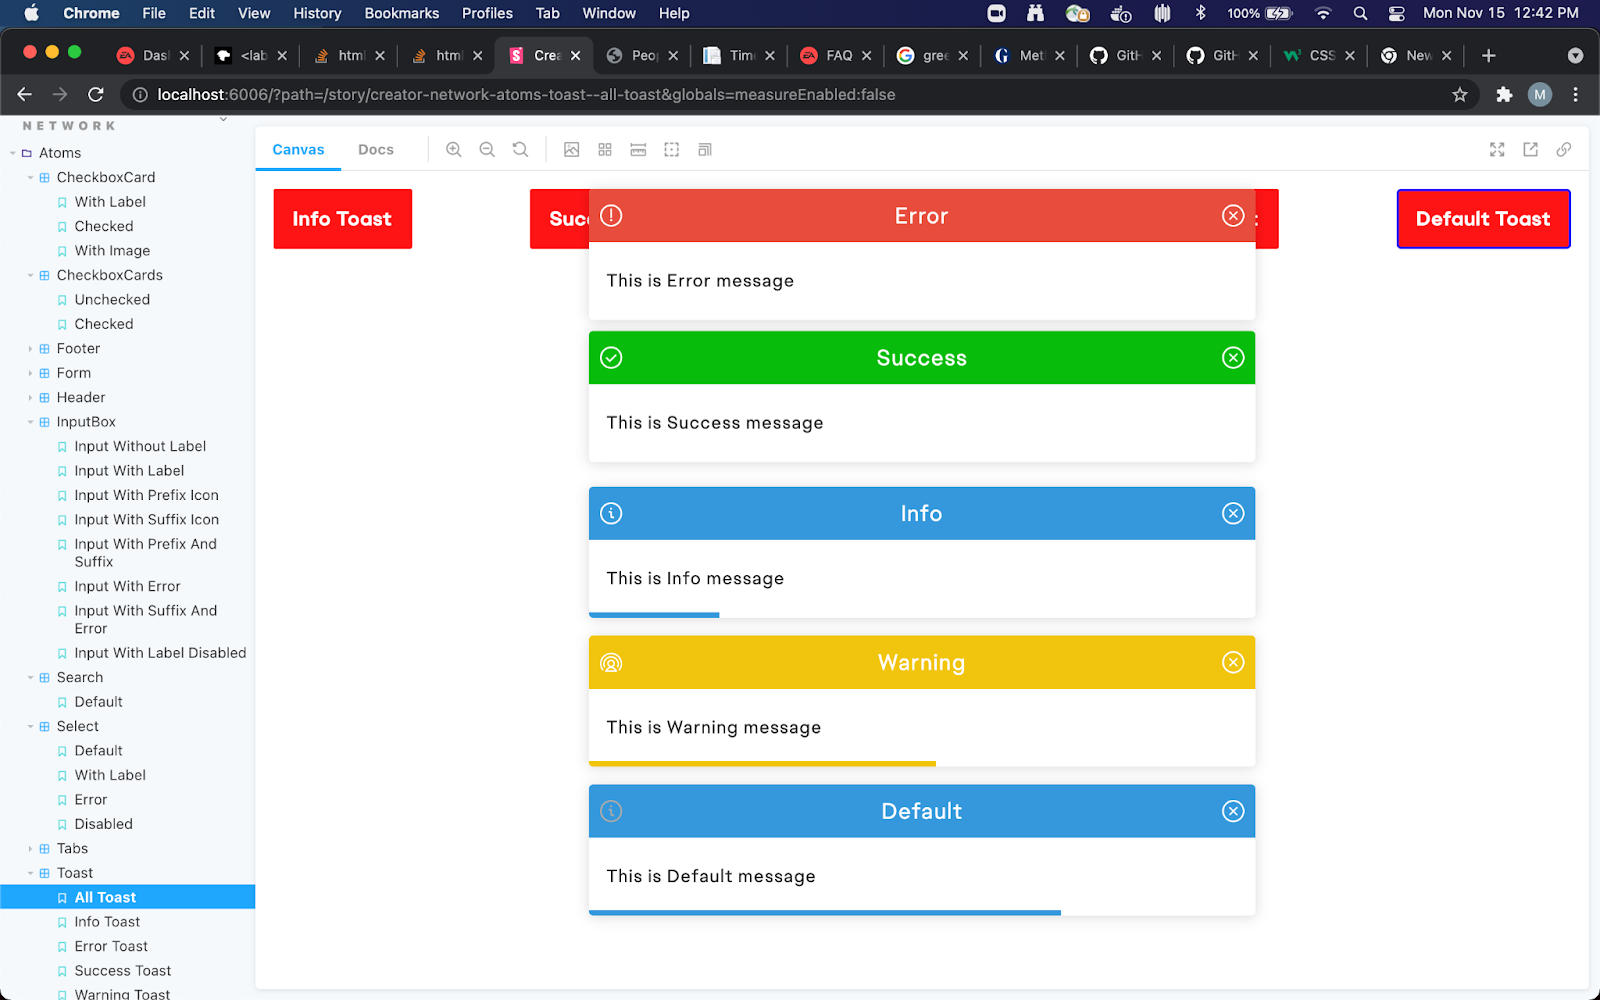 Chrome File Edit View History Bookmarks Profiles Tab Window Help 100% Mon Nov 15 12:42 PM
Das <lab html html Crea Peop Time FAQ gree Meti GitH GitH CSS New
localhost:6006/?path=/story/creator-network-atoms-toast--all-toast&globals=measureEnabled:false M
NETWORK
Atoms
CheckboxCard
With Label
Checked
With Image
CheckboxCards
Unchecked
Checked
Footer
Form
Header
InputBox
Input Without Label
Input With Label
Input With Prefix Icon
Input With Suffix Icon
Input With Prefix And
Suffix
Input With Error
Input With Suffix And
Error
Input With Label Disabled
Search
Default
Select
Default
With Label
Error
Disabled
Tabs
Toast
All Toast
Info Toast
Error Toast
Success Toast
Warning Toast
Canvas Docs
Info Toast Suc Default Toast
Error
This is Error message
Success
This is Success message
Info
This is Info message
Warning
This is Warning message
Default
This is Default message